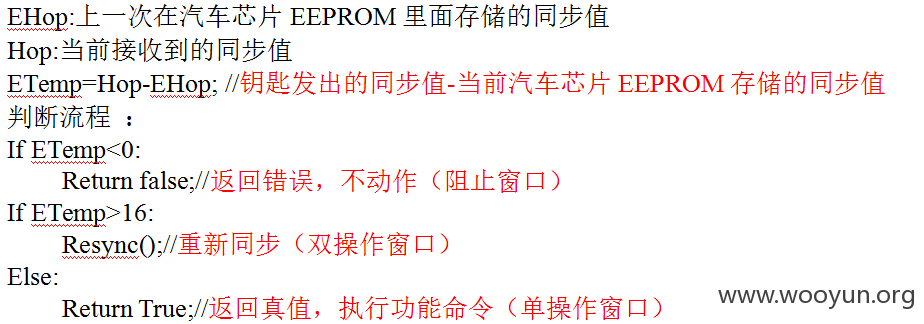 EHop:上一次在汽车芯片 EEPROM 里面存储的同步值
Hop:当前接收到的同步值
ETemp=Hop-EHop; //钥匙发出的同步值-当前汽车芯片 EEPROM 存储的同步值
判断流程 ：
If ETemp<0:
Return false;//返回错误，不动作（阻止窗口）
If ETemp>16:
Resync();//重新同步（双操作窗口）
Else:
Return True;//返回真值，执行功能命令（单操作窗口）
www.wooyun.org